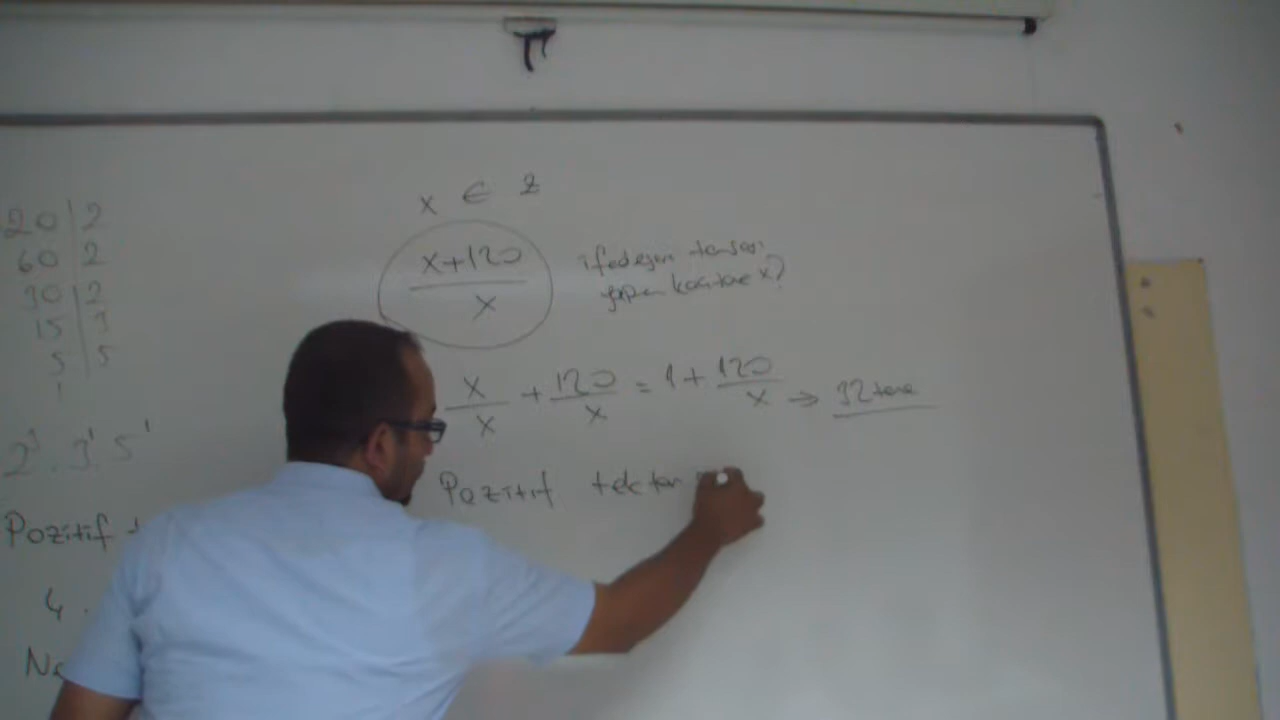 20 | 2
60 | 2
30 | 2
15 | 3
5 | 5
1
2³ . 3¹ . 5¹
Pozitif
4 .
x ∈ Z
x+120 / x ifadesini tamsayı
yapan kaç tane x?
x/x + 120/x = 1 + 120/x → 32 tane
Pozitif tek tam